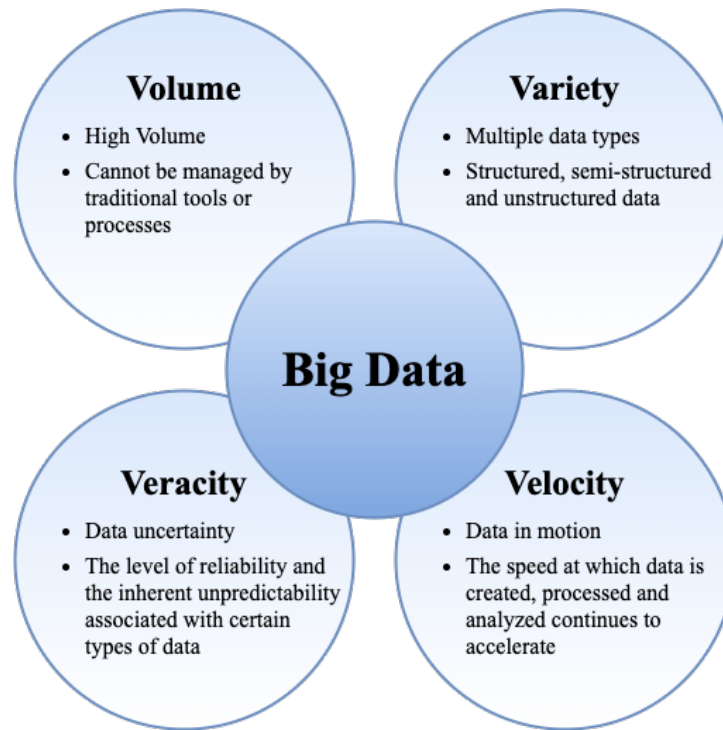 Volume
• High Volume
• Cannot be managed by
traditional tools or
processes
Variety
• Multiple data types
• Structured, semi-structured
and unstructured data
Big Data
Veracity
• Data uncertainty
• The level of reliability and
the inherent unpredictability
associated with certain
types of data
Velocity
• Data in motion
• The speed at which data is
created, processed and
analyzed continues to
accelerate